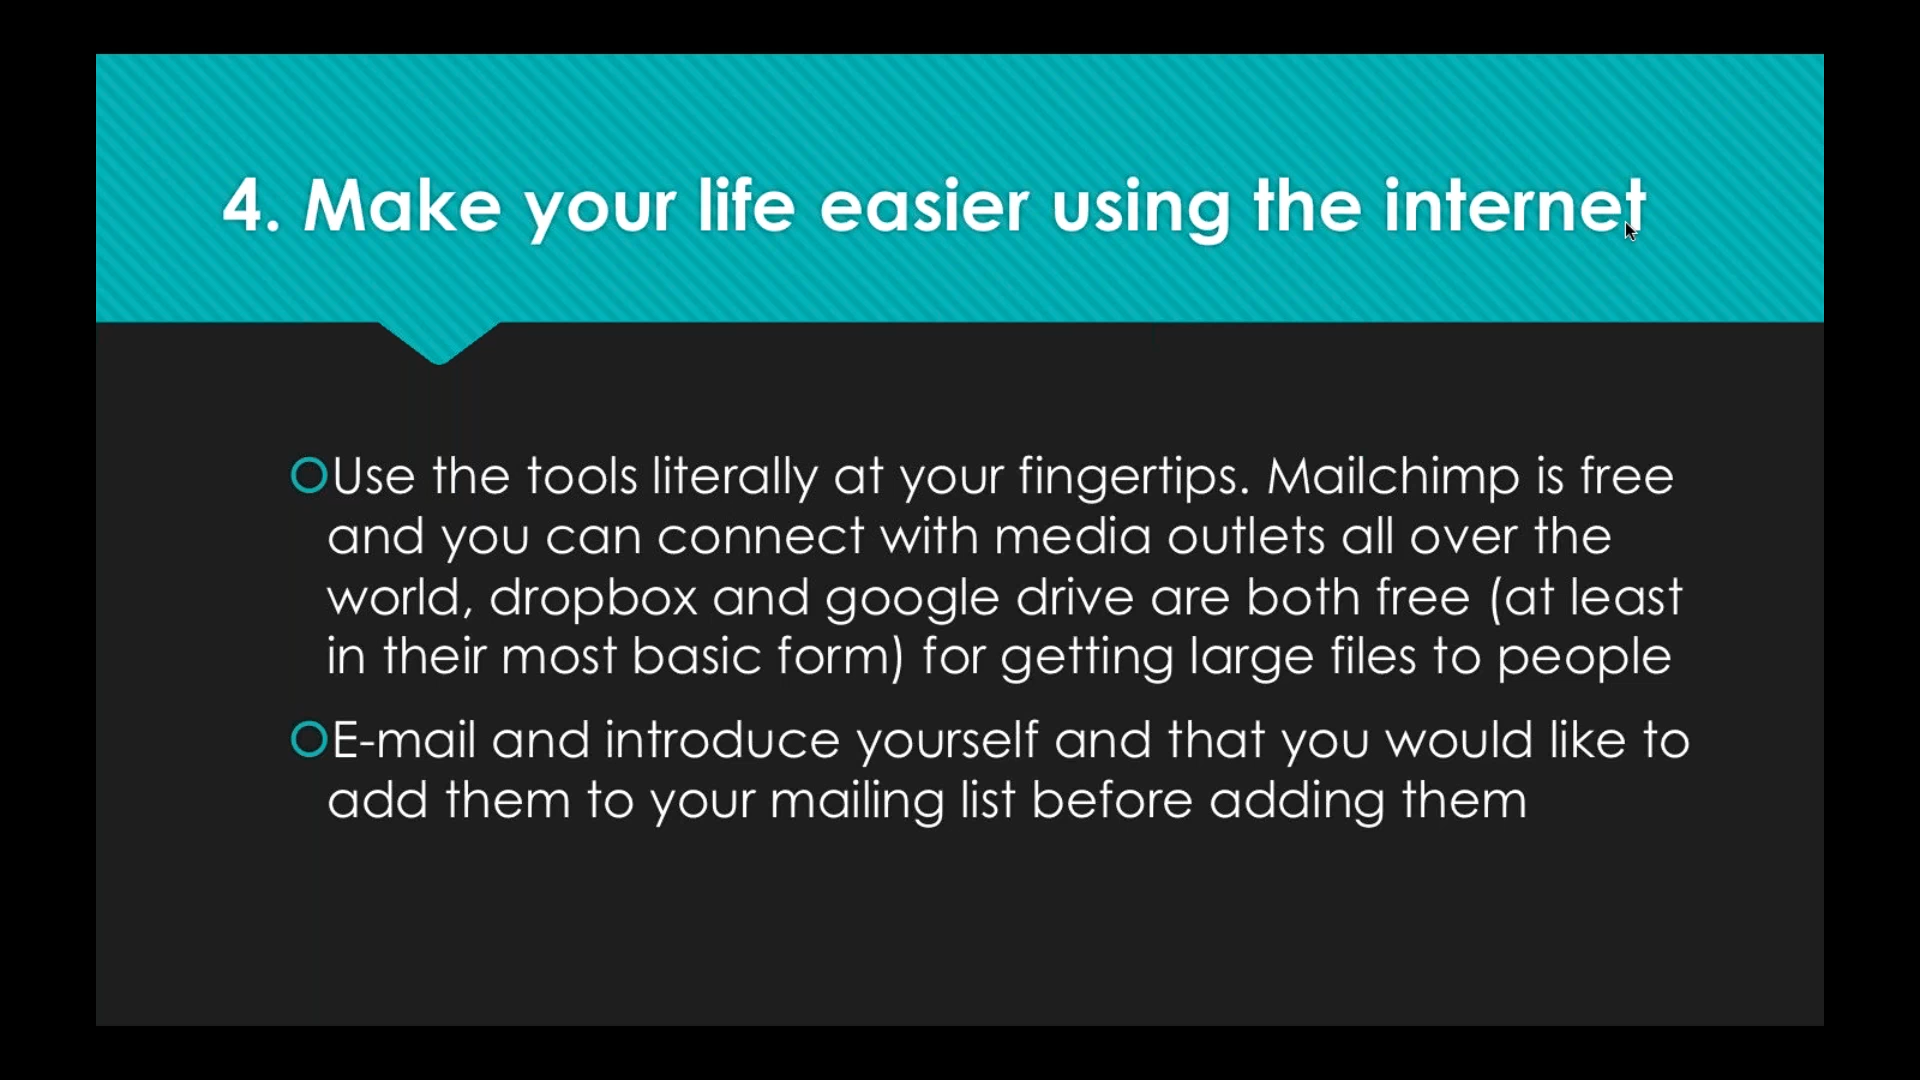 4. Make your life easier using the internet
Use the tools literally at your fingertips. Mailchimp is free
and you can connect with media outlets all over the
world, dropbox and google drive are both free (at least
in their most basic form) for getting large files to people
E-mail and introduce yourself and that you would like to
add them to your mailing list before adding them